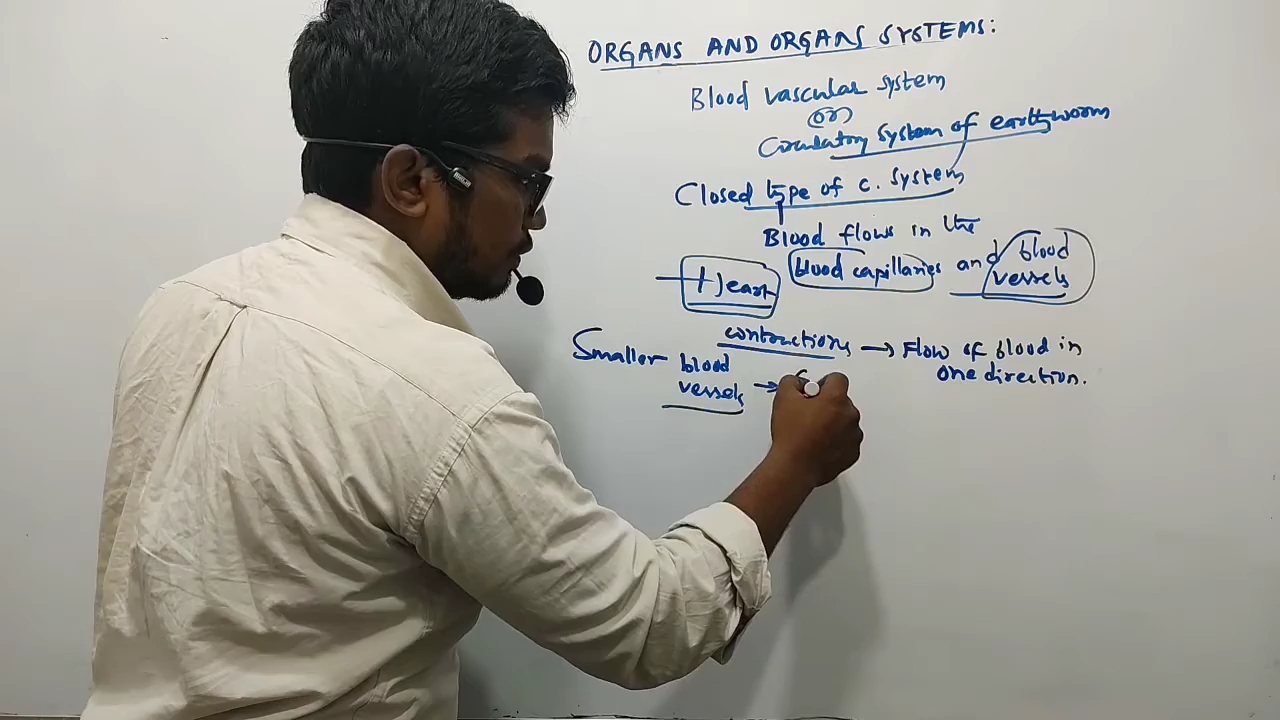 ORGANS AND ORGANS SYSTEMS:
Blood vascular system
(or)
Circulatory system of earthworm
Closed type of c. system
Blood flows in the
Heart blood capillaries and blood vessels
contractions → Flow of blood in
one direction.
Smaller blood
vessels →